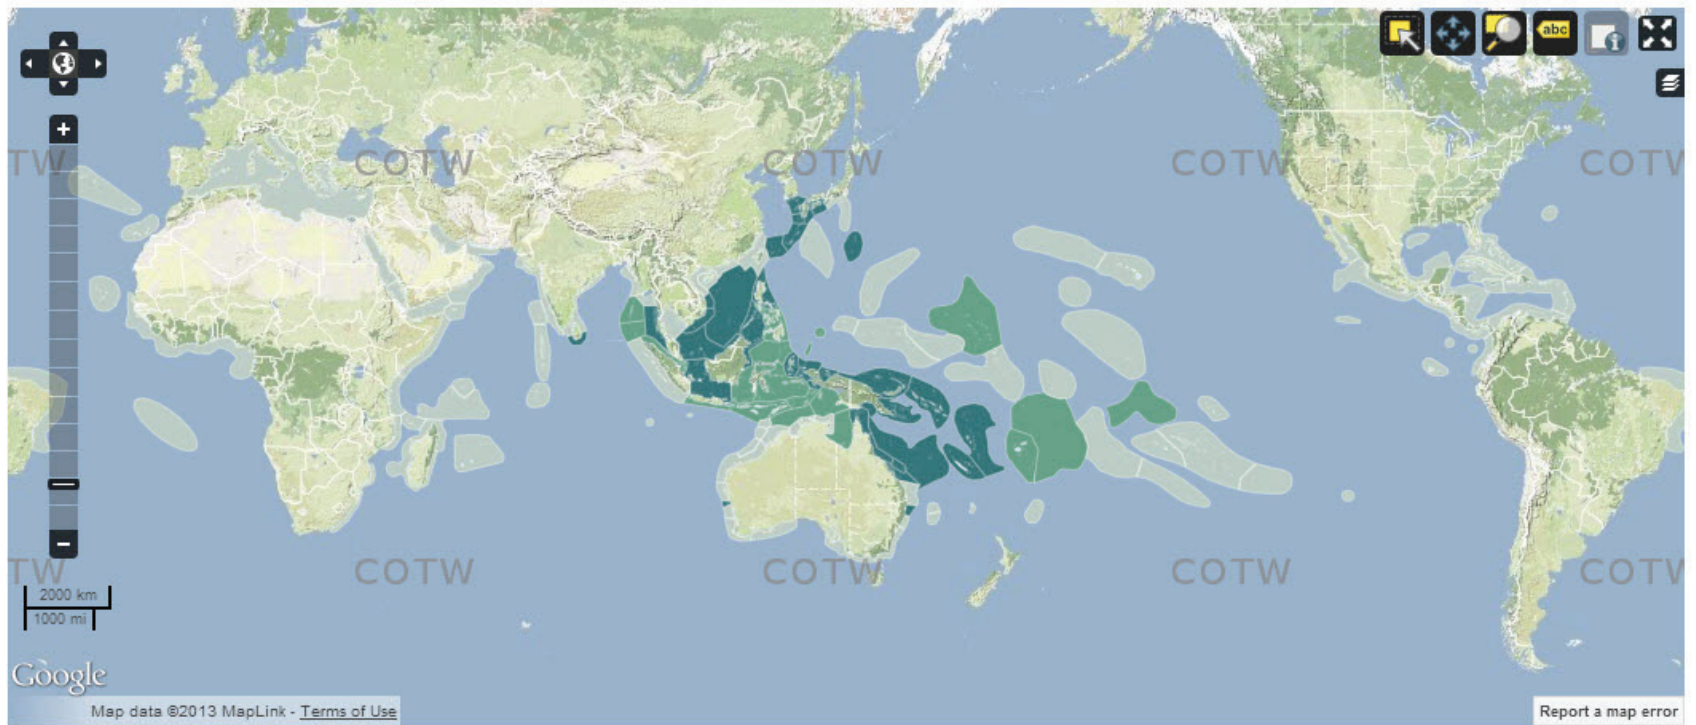 abc
TW COTW COTW COTW COTW
TW COTW COTW COTW COTW
2000 km
1000 mi
Google
Map data ©2013 MapLink - Terms of Use
Report a map error